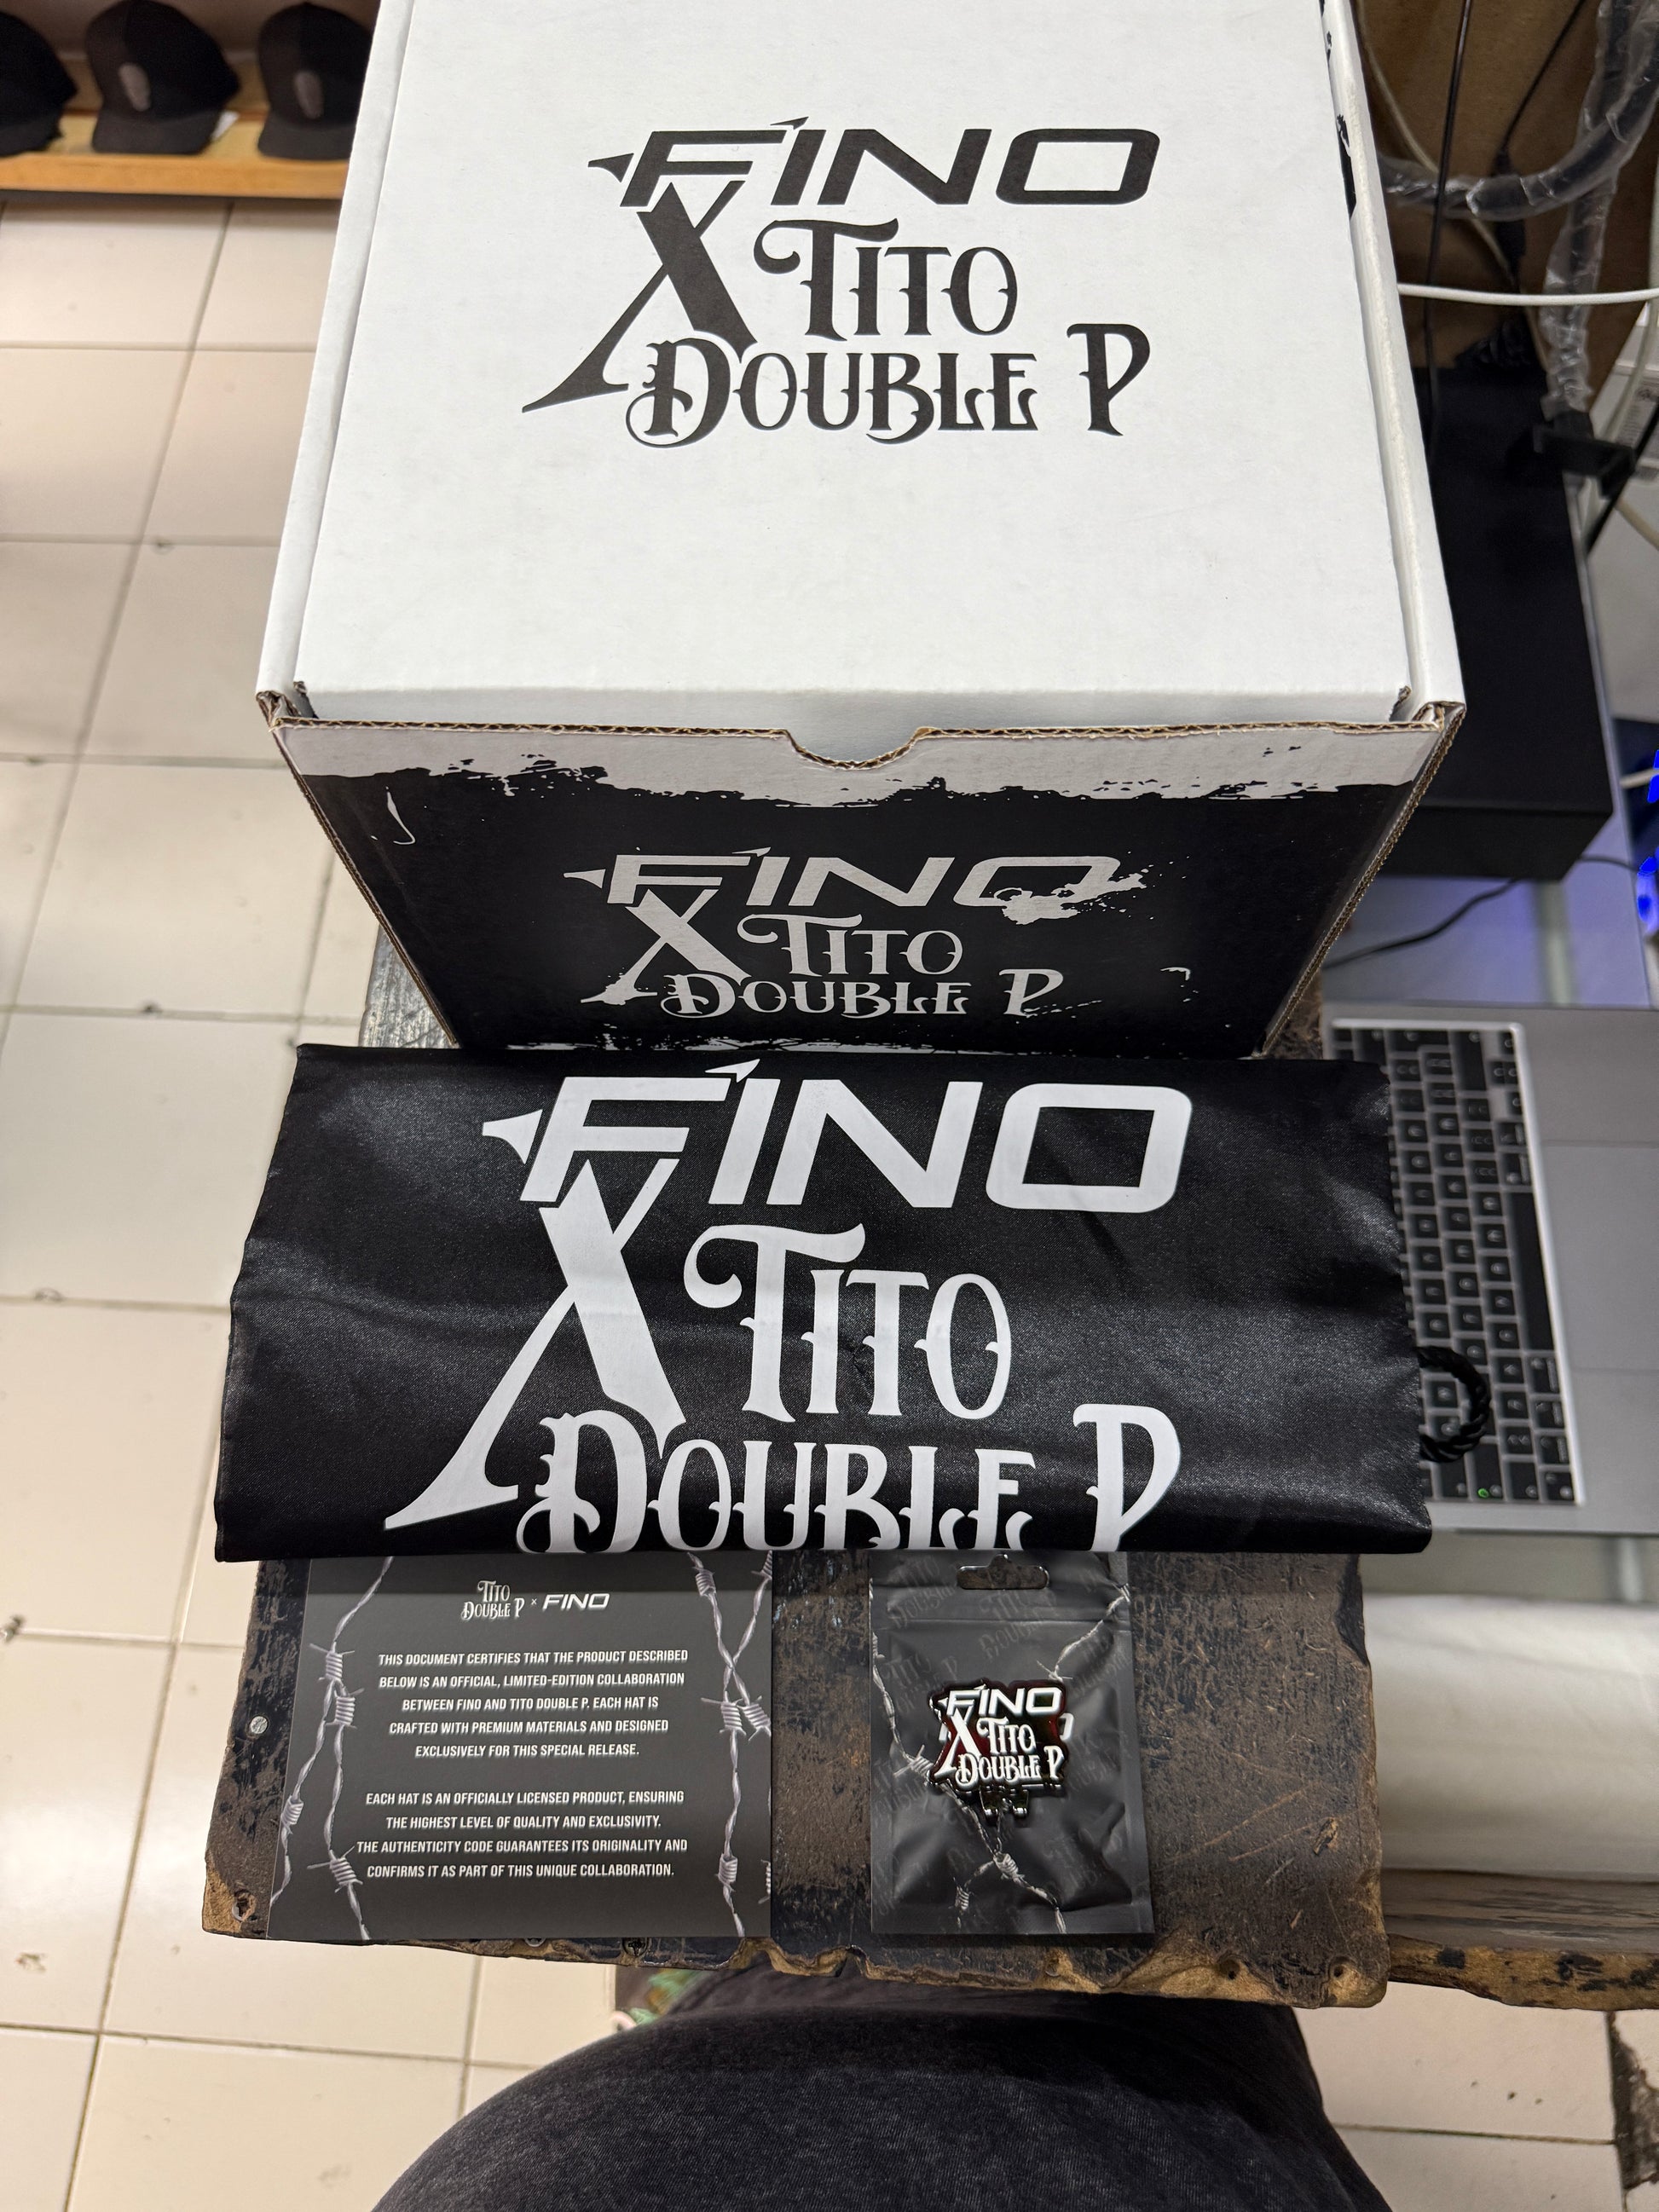 FINO
X TITO
DOUBLE P
FINO
X TITO
DOUBLE P
FINO
X TITO
DOUBLE P
TITO
DOUBLE P × FINO
THIS DOCUMENT CERTIFIES THAT THE PRODUCT DESCRIBED
BELOW IS AN OFFICIAL, LIMITED-EDITION COLLABORATION
BETWEEN FINO AND TITO DOUBLE P. EACH HAT IS
CRAFTED WITH PREMIUM MATERIALS AND DESIGNED
EXCLUSIVELY FOR THIS SPECIAL RELEASE.
EACH HAT IS AN OFFICIALLY LICENSED PRODUCT, ENSURING
THE HIGHEST LEVEL OF QUALITY AND EXCLUSIVITY.
THE AUTHENTICITY CODE GUARANTEES ITS ORIGINALITY AND
CONFIRMS IT AS PART OF THIS UNIQUE COLLABORATION.
FINO
X TITO
DOUBLE P